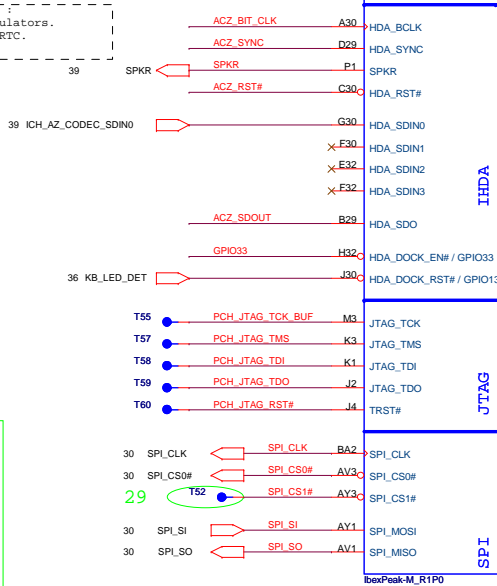 :
ulators.
RTC.
ACZ_BIT_CLK A30 HDA_BCLK
ACZ_SYNC D29 HDA_SYNC
39 SPKR SPKR P1 SPKR
ACZ_RST# C30 HDA_RST#
39 ICH_AZ_CODEC_SDIN0 G30 HDA_SDIN0
F30 HDA_SDIN1
E32 HDA_SDIN2
F32 HDA_SDIN3
IHDA
ACZ_SDOUT B29 HDA_SDO
GPIO33 H32 HDA_DOCK_EN# / GPIO33
36 KB_LED_DET J30 HDA_DOCK_RST# / GPIO13
T55 PCH_JTAG_TCK_BUF M3 JTAG_TCK
T57 PCH_JTAG_TMS K3 JTAG_TMS
T58 PCH_JTAG_TDI K1 JTAG_TDI
T59 PCH_JTAG_TDO J2 JTAG_TDO
T60 PCH_JTAG_RST# J4 TRST#
JTAG
30 SPI_CLK SPI_CLK BA2 SPI_CLK
30 SPI_CS0# SPI_CS0# AV3 SPI_CS0#
29 T52 SPI_CS1# AY3 SPI_CS1#
30 SPI_SI SPI_SI AY1 SPI_MOSI
30 SPI_SO SPI_SO AV1 SPI_MISO
SPI
IbexPeak-M_R1P0